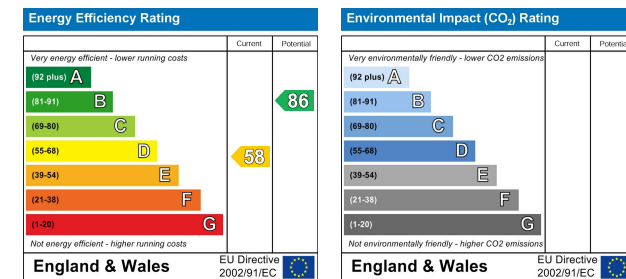 Energy Efficiency Rating
Current Potential
Very energy efficient - lower running costs
(92 plus) A
(81-91) B
86
(69-80) C
(55-68) D
58
(39-54) E
(21-38) F
(1-20) G
Not energy efficient - higher running costs
England & Wales
EU Directive
2002/91/EC
Environmental Impact (CO₂) Rating
Current Potential
Very environmentally friendly - lower CO2 emissions
(92 plus) A
(81-91) B
(69-80) C
(55-68) D
(39-54) E
(21-38) F
(1-20) G
Not environmentally friendly - higher CO2 emissions
England & Wales
EU Directive
2002/91/EC